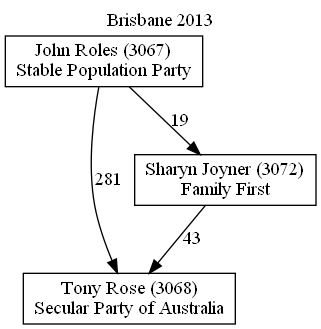 Brisbane 2013
John Roles (3067)
Stable Population Party
19
Sharyn Joyner (3072)
Family First
281
43
Tony Rose (3068)
Secular Party of Australia